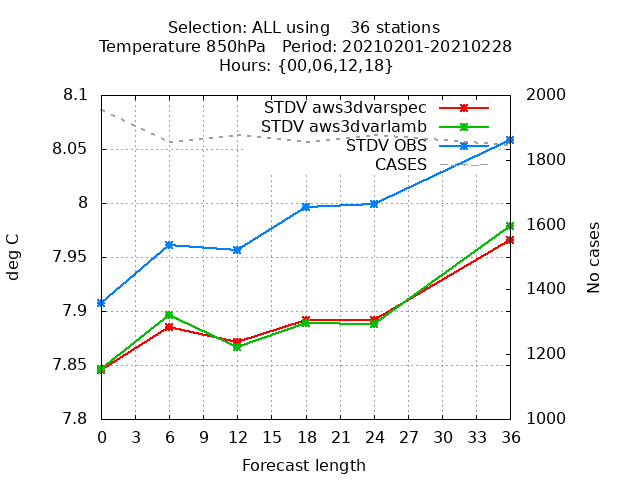 Selection: ALL using    36 stations
Temperature 850hPa   Period: 20210201-20210228
Hours: {00,06,12,18}
8.1
8.05
8
7.95
7.9
7.85
7.8
deg C
STDV aws3dvarspec
STDV aws3dvarlamb
STDV OBS
CASES
2000
1800
1600
1400
1200
1000
No cases
0 3 6 9 12 15 18 21 24 27 30 33 36
Forecast length